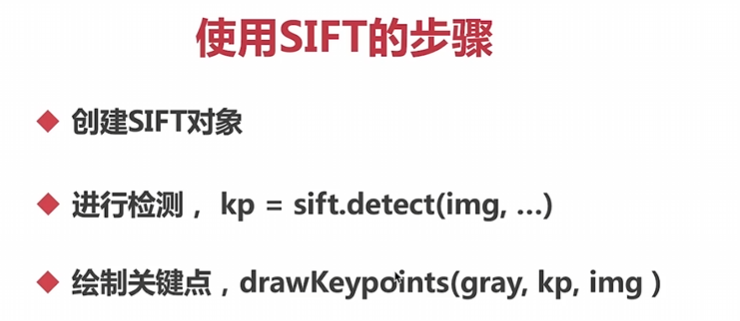 使用SIFT的步骤
创建SIFT对象
进行检测， kp = sift.detect(img, …)
绘制关键点，drawKeypoints(gray, kp, img )